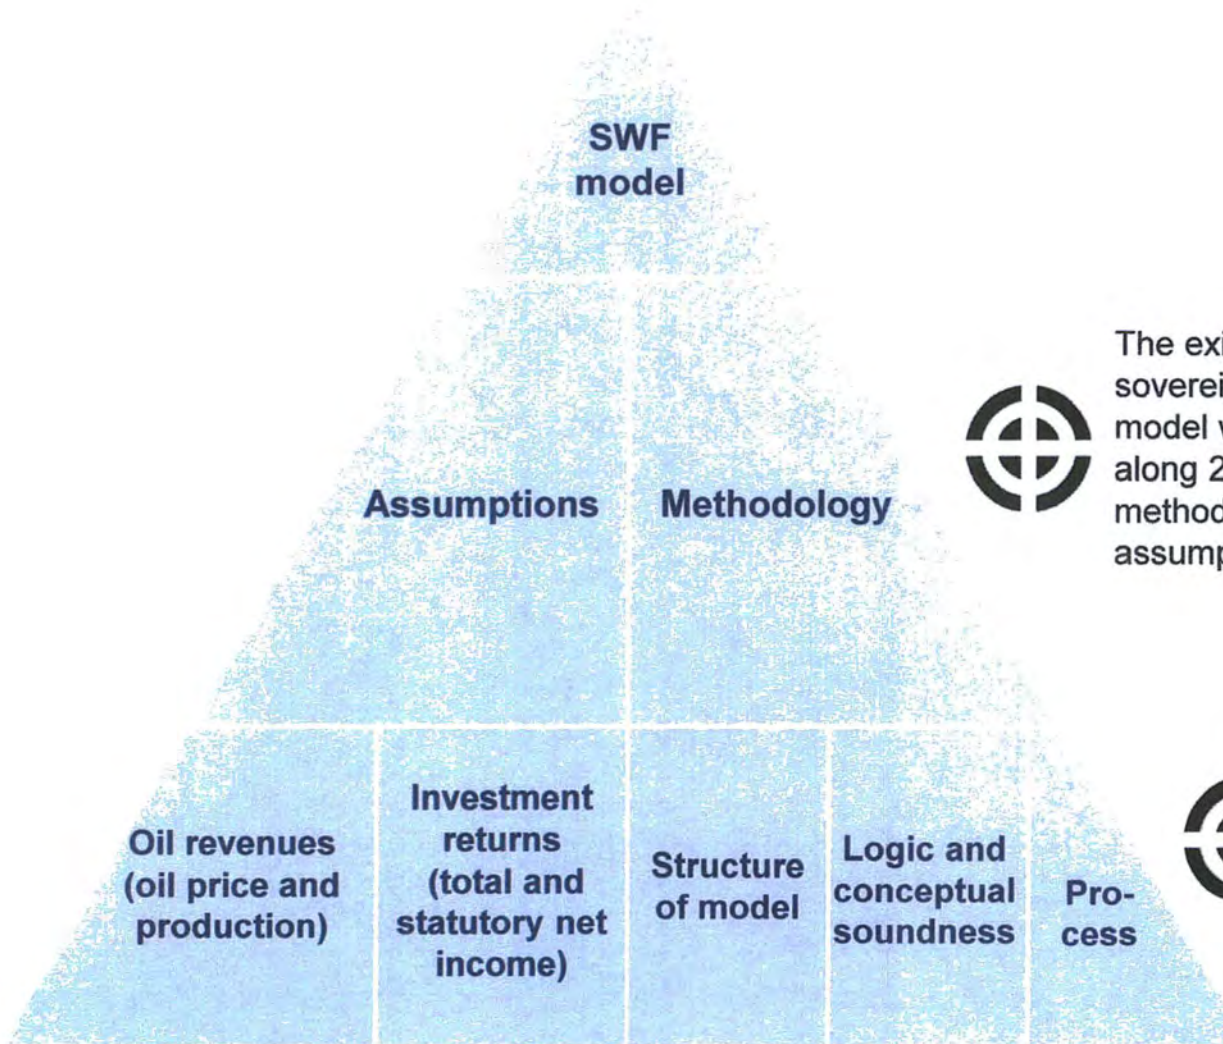 SWF
model
The
soverei
model
along 2
method
assump
Assumptions
Methodology
Oil revenues
(oil price and
production)
Investment
returns
(total and
statutory net
income)
Structure
of model
Logic and
conceptual
soundness
Pro-
cess